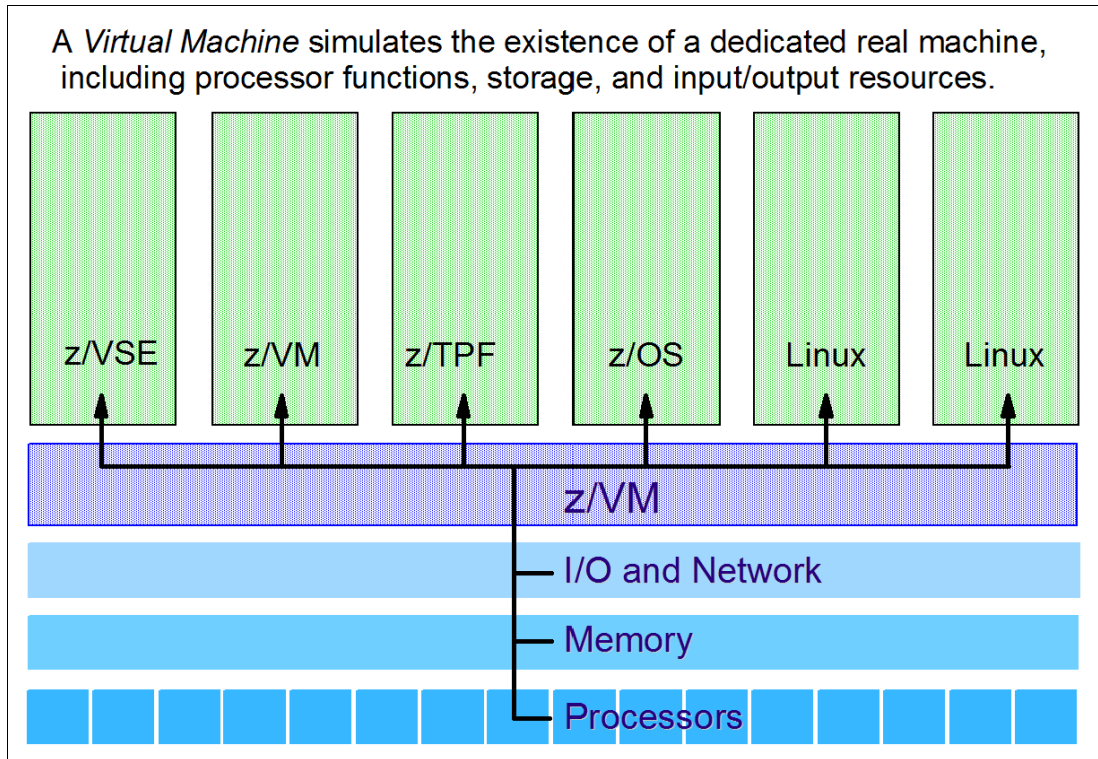 A Virtual Machine simulates the existence of a dedicated real machine,
including processor functions, storage, and input/output resources.
z/VSE
z/VM
z/TPF
z/OS
Linux
Linux
z/VM
I/O and Network
Memory
Processors